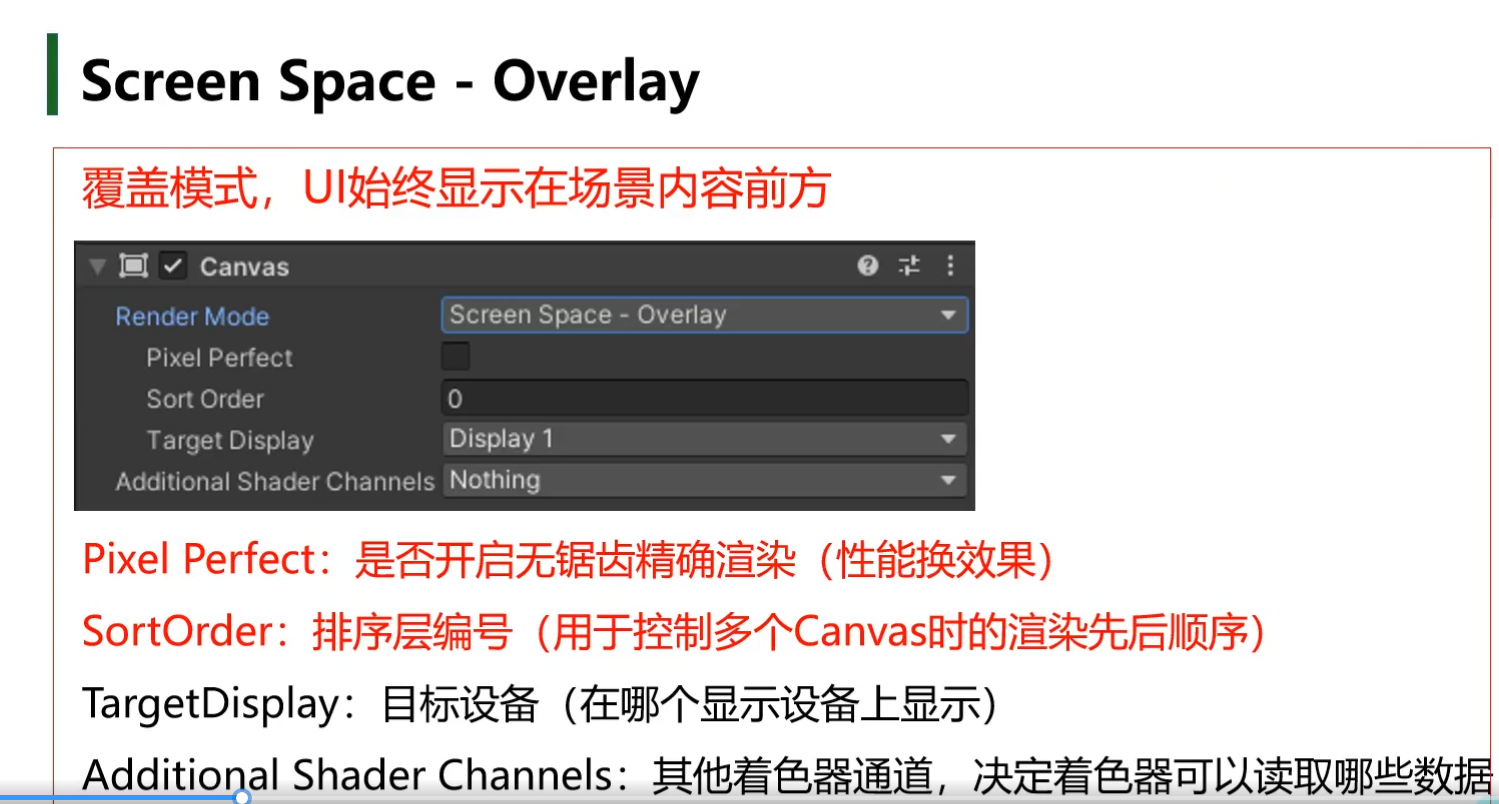 Screen Space - Overlay
覆盖模式，UI始终显示在场景内容前方
Canvas
Render Mode Screen Space - Overlay
Pixel Perfect
Sort Order 0
Target Display Display 1
Additional Shader Channels Nothing
Pixel Perfect：是否开启无锯齿精确渲染（性能换效果）
SortOrder：排序层编号（用于控制多个Canvas时的渲染先后顺序）
TargetDisplay：目标设备（在哪个显示设备上显示）
Additional Shader Channels：其他着色器通道，决定着色器可以读取哪些数据